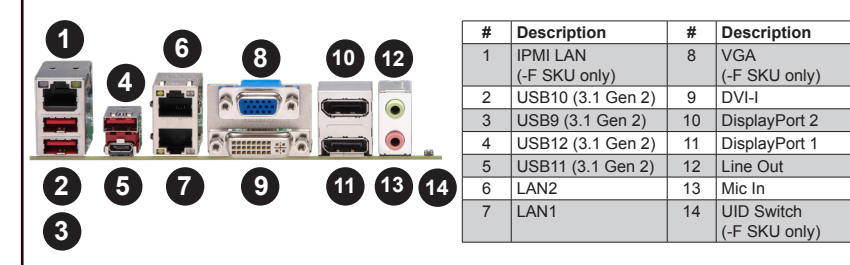 1
6
4
8
10
12
2
5
7
9
11
13
14
3
# Description # Description
1 IPMI LAN 8 VGA
(-F SKU only) (-F SKU only)
2 USB10 (3.1 Gen 2) 9 DVI-I
3 USB9 (3.1 Gen 2) 10 DisplayPort 2
4 USB12 (3.1 Gen 2) 11 DisplayPort 1
5 USB11 (3.1 Gen 2) 12 Line Out
6 LAN2 13 Mic In
7 LAN1 14 UID Switch
(-F SKU only)